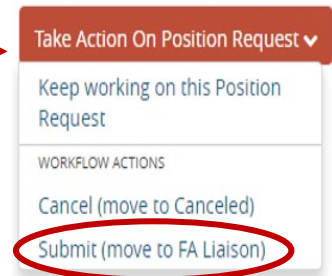 Take Action On Position Request
Keep working on this Position
Request
WORKFLOW ACTIONS
Cancel (move to Canceled)
Submit (move to FA Liaison)